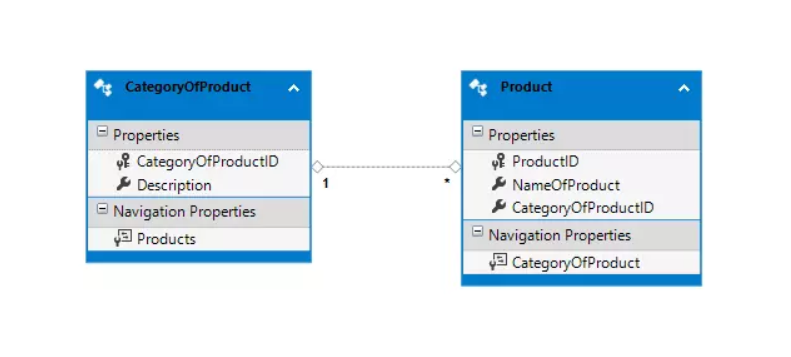 CategoryOfProduct
Properties
CategoryOfProductID
Description
Navigation Properties
Products
1
*
Product
Properties
ProductID
NameOfProduct
CategoryOfProductID
Navigation Properties
CategoryOfProduct